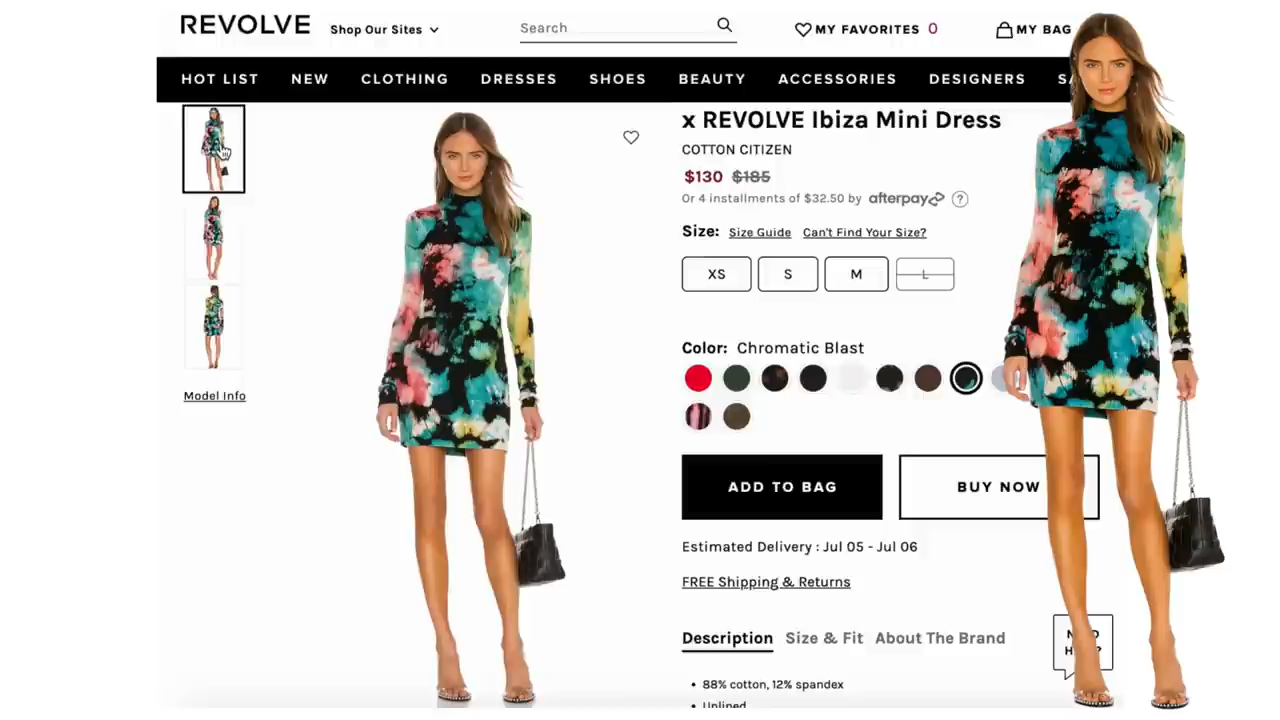 REVOLVE
Shop Our Sites
Search
MY FAVORITES 0
MY BAG
HOT LIST NEW CLOTHING DRESSES SHOES BEAUTY ACCESSORIES DESIGNERS
x REVOLVE Ibiza Mini Dress
COTTON CITIZEN
$130 $185
Or 4 installments of $32.50 by afterpay ?
Size: Size Guide Can't Find Your Size?
XS S M L
Color: Chromatic Blast
Model Info
ADD TO BAG BUY NOW
Estimated Delivery : Jul 05 - Jul 06
FREE Shipping & Returns
Description Size & Fit About The Brand
• 88% cotton, 12% spandex
• Unlined